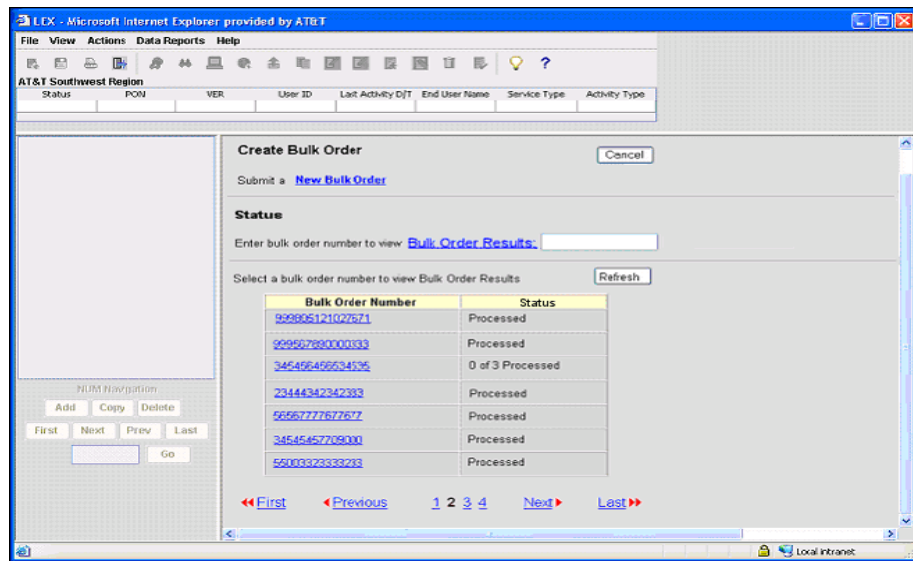 LEX - Microsoft Internet Explorer provided by AT&T
File View Actions Data Reports Help
AT&T Southwest Region
Status PON VER User ID Last Activity D/T End User Name Service Type Activity Type
Create Bulk Order
Cancel
Submit a New Bulk Order
Status
Enter bulk order number to view Bulk Order Results:
Select a bulk order number to view Bulk Order Results
Refresh
Bulk Order Number Status
999805121027671 Processed
999567890000333 Processed
345456456534535 0 of 3 Processed
23444342342333 Processed
56567777677677 Processed
34545457709000 Processed
55003323333233 Processed
First Previous 1 2 3 4 Next Last
NUM Navigation
Add Copy Delete
First Next Prev Last
Go
Local intranet